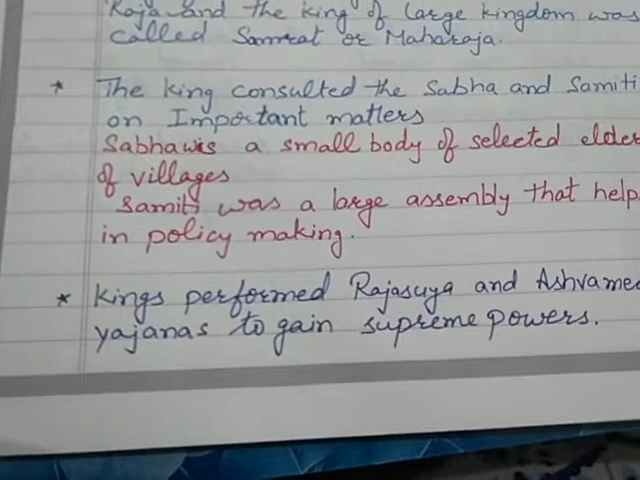 Raja and the king of large kingdom was
called Samrat or Maharaja.
* The king consulted the Sabha and Samiti
on Important matters
Sabha was a small body of selected elder
of villages
Samiti was a large assembly that help
in policy making.
* Kings performed Rajasuya and Ashvame
yajanas to gain supreme powers.